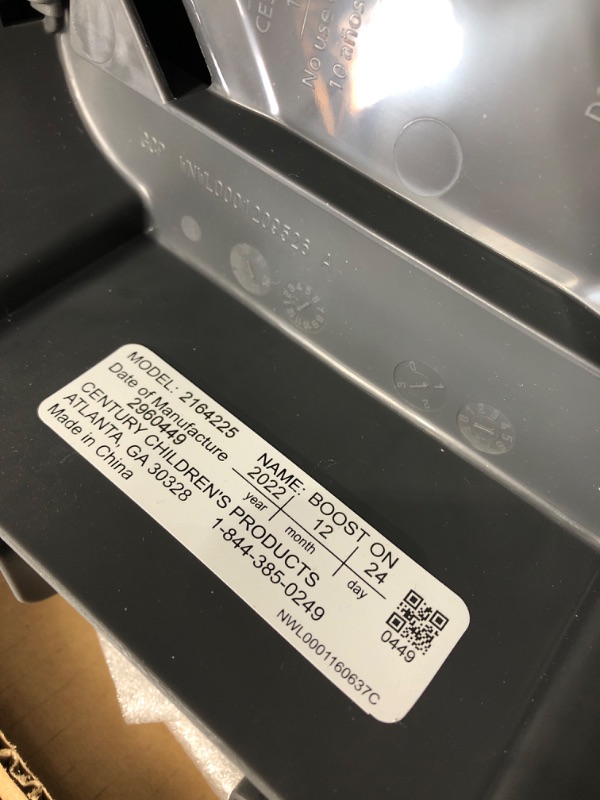 No use
10 años
NWL0001209526 A
MODEL: 2164225 NAME: BOOST ON
Date of Manufacture 2022 12 24
2960449 year month day
CENTURY CHILDREN'S PRODUCTS
ATLANTA, GA 30328 1-844-385-0249
Made in China
NWL0001160637C
0449